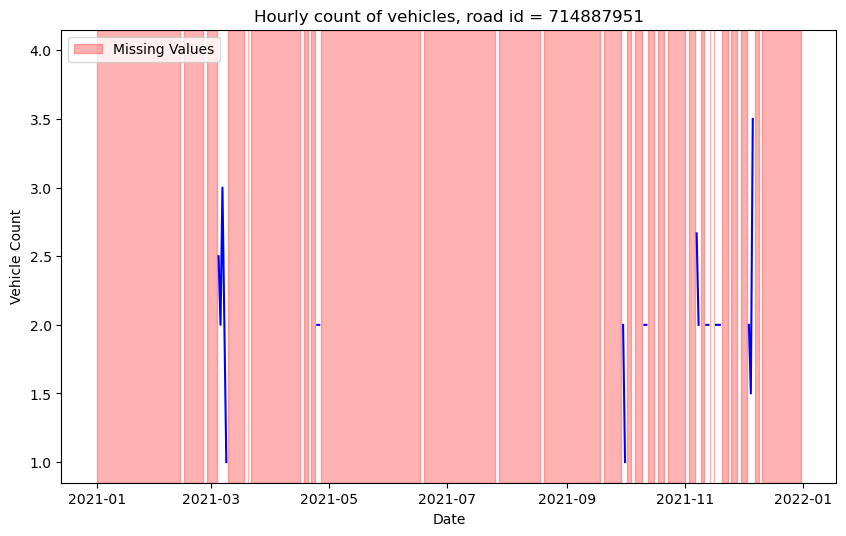 Hourly count of vehicles, road id = 714887951
Missing Values
4.0
3.5
3.0
2.5
2.0
1.5
1.0
Vehicle Count
2021-01 2021-03 2021-05 2021-07 2021-09 2021-11 2022-01
Date